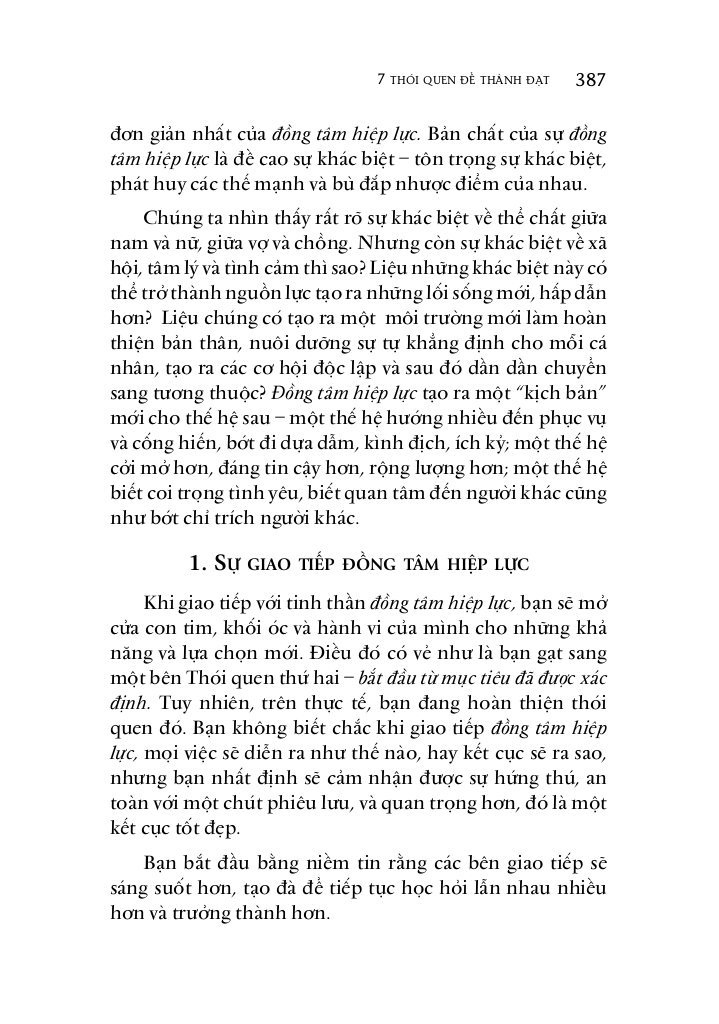 7 THÓI QUEN ĐỂ THÀNH ĐẠT 387
đơn giản nhất của đồng tâm hiệp lực. Bản chất của sự đồng
tâm hiệp lực là đề cao sự khác biệt – tôn trọng sự khác biệt,
phát huy các thế mạnh và bù đắp nhược điểm của nhau.
Chúng ta nhìn thấy rất rõ sự khác biệt về thể chất giữa
nam và nữ, giữa vợ và chồng. Nhưng còn sự khác biệt về xã
hội, tâm lý và tình cảm thì sao? Liệu những khác biệt này có
thể trở thành nguồn lực tạo ra những lối sống mới, hấp dẫn
hơn? Liệu chúng có tạo ra một môi trường mới làm hoàn
thiện bản thân, nuôi dưỡng sự tự khẳng định cho mỗi cá
nhân, tạo ra các cơ hội độc lập và sau đó dần dần chuyển
sang tương thuộc? Đồng tâm hiệp lực tạo ra một “kịch bản”
mới cho thế hệ sau – một thế hệ hướng nhiều đến phục vụ
và cống hiến, bớt đi dựa dẫm, kình địch, ích kỷ; một thế hệ
cởi mở hơn, đáng tin cậy hơn, rộng lượng hơn; một thế hệ
biết coi trọng tình yêu, biết quan tâm đến người khác cũng
như bớt chỉ trích người khác.
1. SỰ GIAO TIẾP ĐỒNG TÂM HIỆP LỰC
Khi giao tiếp với tinh thần đồng tâm hiệp lực, bạn sẽ mở
cửa con tim, khối óc và hành vi của mình cho những khả
năng và lựa chọn mới. Điều đó có vẻ như là bạn gạt sang
một bên Thói quen thứ hai – bắt đầu từ mục tiêu đã được xác
định. Tuy nhiên, trên thực tế, bạn đang hoàn thiện thói
quen đó. Bạn không biết chắc khi giao tiếp đồng tâm hiệp
lực, mọi việc sẽ diễn ra như thế nào, hay kết cục sẽ ra sao,
nhưng bạn nhất định sẽ cảm nhận được sự hứng thú, an
toàn với một chút phiêu lưu, và quan trọng hơn, đó là một
kết cục tốt đẹp.
Bạn bắt đầu bằng niềm tin rằng các bên giao tiếp sẽ
sáng suốt hơn, tạo đà để tiếp tục học hỏi lẫn nhau nhiều
hơn và trưởng thành hơn.